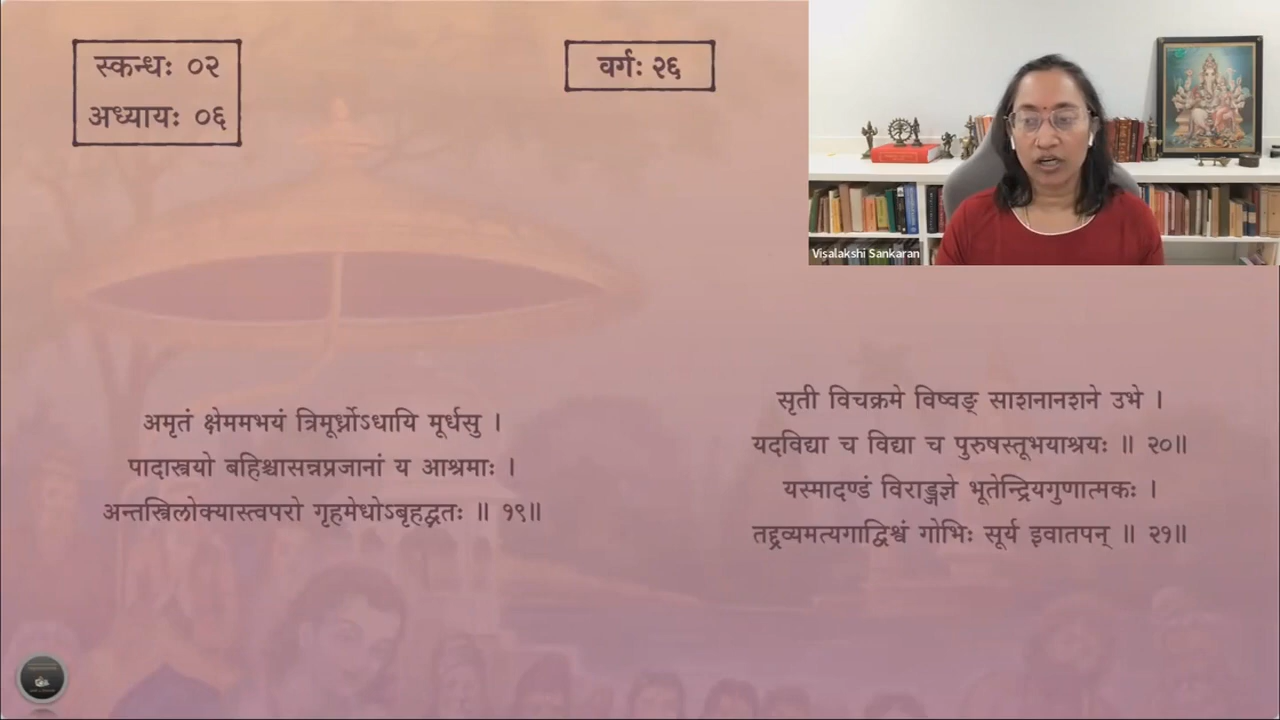 स्कन्धः ०२
अध्यायः ०६
वर्गः २६
Visalakshi Sankaran
अमृतं क्षेममभयं त्रिमूर्ध्नोऽधायि मूर्धसु ।
पादास्त्रयो बहिश्चासन्नप्रजानां य आश्रमाः ।
अन्तस्त्रिलोक्यास्त्वपरो गृहमेधोऽबृहद्व्रतः ॥ १९॥
सृती विचक्रमे विष्वङ् साशनानशने उभे ।
यदविद्या च विद्या च पुरुषस्तूभयाश्रयः ॥ २०॥
यस्मादण्डं विराड्जज्ञे भूतेन्द्रियगुणात्मकः ।
तद्द्रव्यमत्यगाद्विश्वं गोभिः सूर्य इवातपन् ॥ २१॥